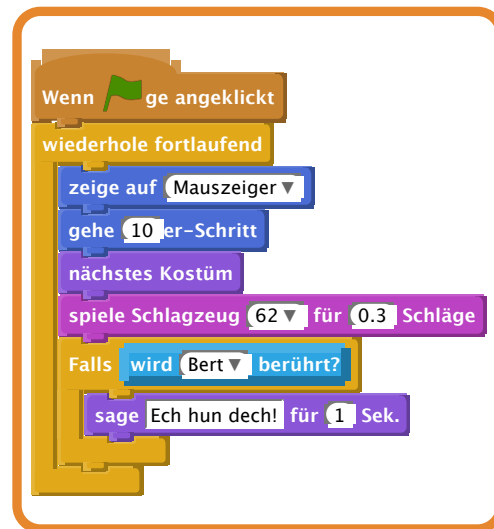 Wenn ge angeklickt
wiederhole fortlaufend
zeige auf Mauszeiger
gehe 10 er-Schritt
nächstes Kostüm
spiele Schlagzeug 62 für 0.3 Schläge
Falls wird Bert berührt?
sage Ech hun dech! für 1 Sek.